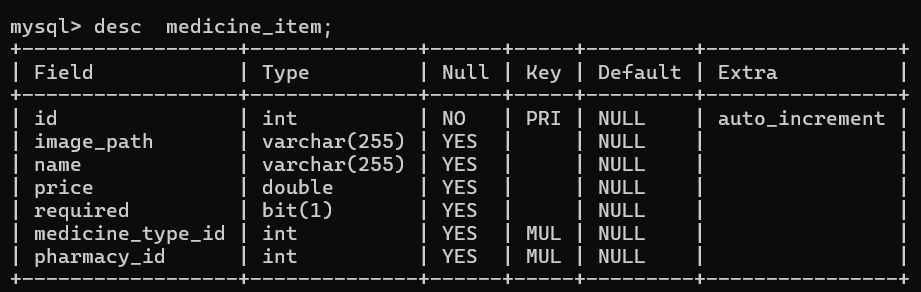 mysql> desc  medicine_item;
+------------------+--------------+------+-----+---------+----------------+
| Field            | Type         | Null | Key | Default | Extra          |
+------------------+--------------+------+-----+---------+----------------+
| id               | int          | NO   | PRI | NULL    | auto_increment |
| image_path       | varchar(255) | YES  |     | NULL    |                |
| name             | varchar(255) | YES  |     | NULL    |                |
| price            | double       | YES  |     | NULL    |                |
| required         | bit(1)       | YES  |     | NULL    |                |
| medicine_type_id | int          | YES  | MUL | NULL    |                |
| pharmacy_id      | int          | YES  | MUL | NULL    |                |
+------------------+--------------+------+-----+---------+----------------+